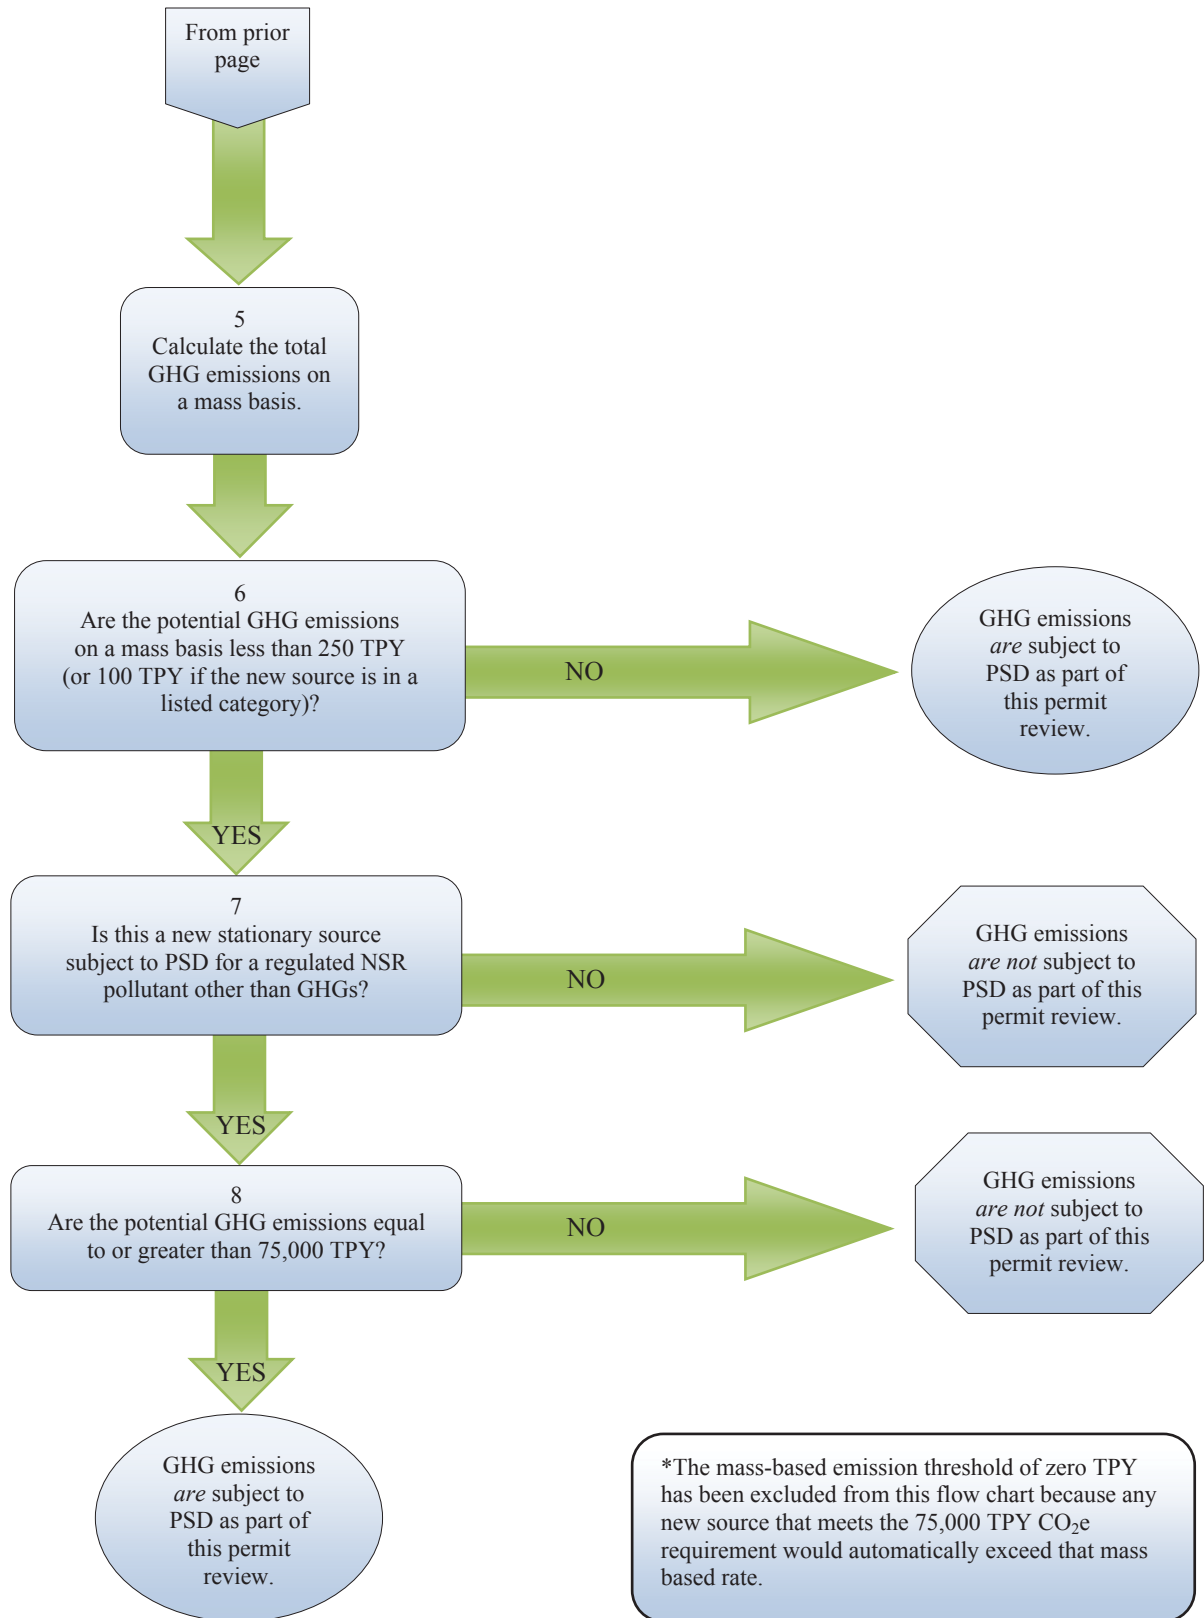 From prior
page
5
Calculate the total
GHG emissions on
a mass basis.
6
Are the potential GHG emissions
on a mass basis less than 250 TPY
(or 100 TPY if the new source is in a
listed category)?
NO
GHG emissions
are subject to
PSD as part of
this permit
review.
YES
7
Is this a new stationary source
subject to PSD for a regulated NSR
pollutant other than GHGs?
NO
GHG emissions
are not subject to
PSD as part of this
permit review.
YES
8
Are the potential GHG emissions equal
to or greater than 75,000 TPY?
NO
GHG emissions
are not subject to
PSD as part of this
permit review.
YES
GHG emissions
are subject to
PSD as part of
this permit
review.
*The mass-based emission threshold of zero TPY
has been excluded from this flow chart because any
new source that meets the 75,000 TPY CO₂e
requirement would automatically exceed that mass
based rate.